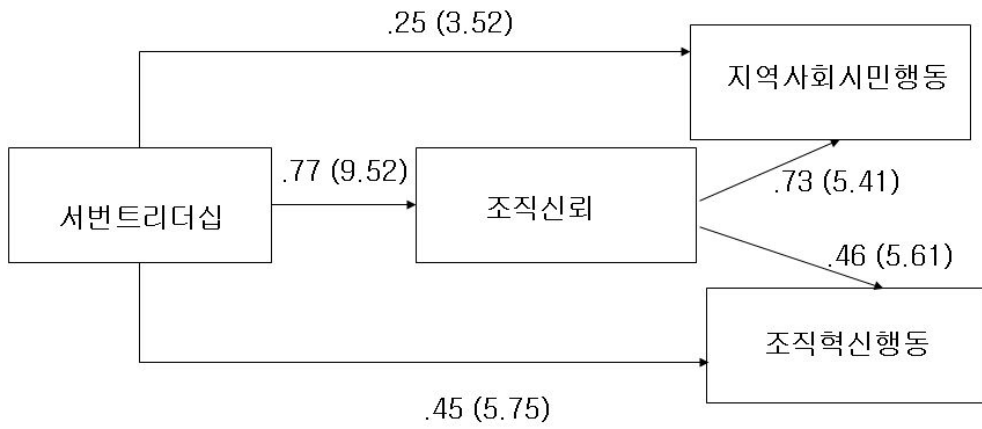 .25 (3.52)
지역사회시민행동
.77 (9.52)
서번트리더십
조직신뢰
.73 (5.41)
.46 (5.61)
조직혁신행동
.45 (5.75)